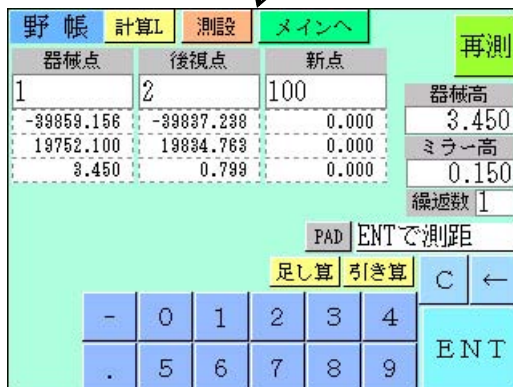 野 帳 計算L 測設 メインへ 再測
器械点 後視点 新点
1 2 100
-39859.156 -39837.238 0.000
19752.100 19834.763 0.000
3.450 0.799 0.000
器械高
3.450
ミラー高
0.150
繰返数 1
PAD ENTで測距
足し算 引き算 C ←
- 0 1 2 3 4
. 5 6 7 8 9
ENT